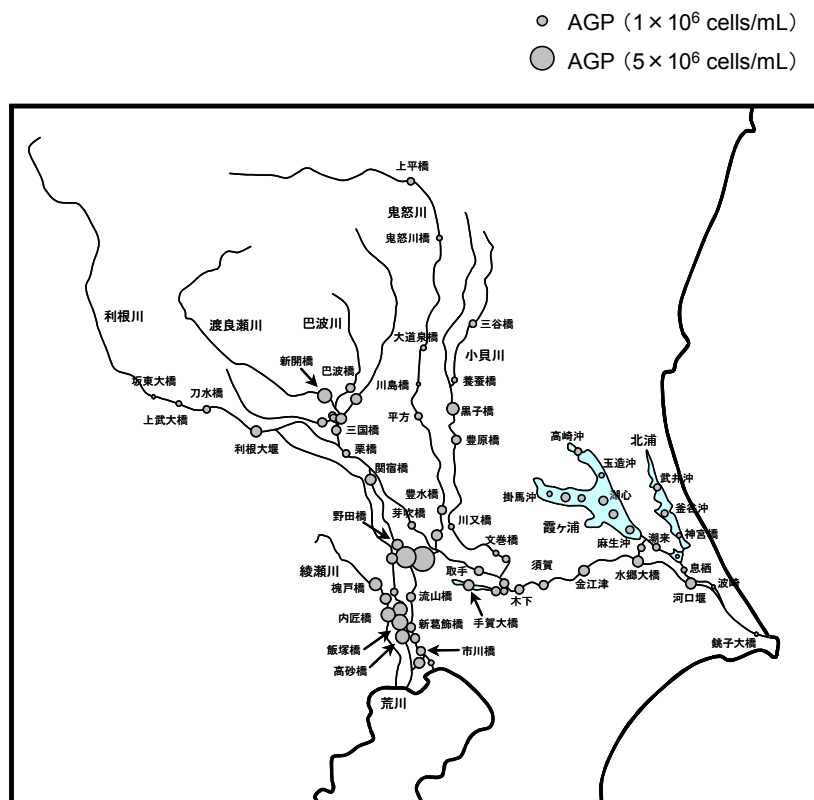 AGP（1×10⁶ cells/mL）
AGP（5×10⁶ cells/mL）
上平橋
鬼怒川
鬼怒川橋
利根川
渡良瀬川
巴波川
三谷橋
大道泉橋
小貝川
新開橋
巴波橋
坂東大橋
刀水橋
川島橋
養蚕橋
上武大橋
平方
黒子橋
三国橋
利根大堰
栗橋
豊原橋
高崎沖
北浦
関宿橋
玉造沖
武井沖
掛馬沖
湖心
豊水橋
釜谷沖
野田橋
芽吹橋
川又橋
霞ヶ浦
神宮橋
文巻橋
麻生沖
潮来
綾瀬川
取手
須賀
水郷大橋
息栖
槐戸橋
金江津
河口堰
波崎
流山橋
木下
内匠橋
新葛飾橋
手賀大橋
銚子大橋
飯塚橋
市川橋
高砂橋
荒川